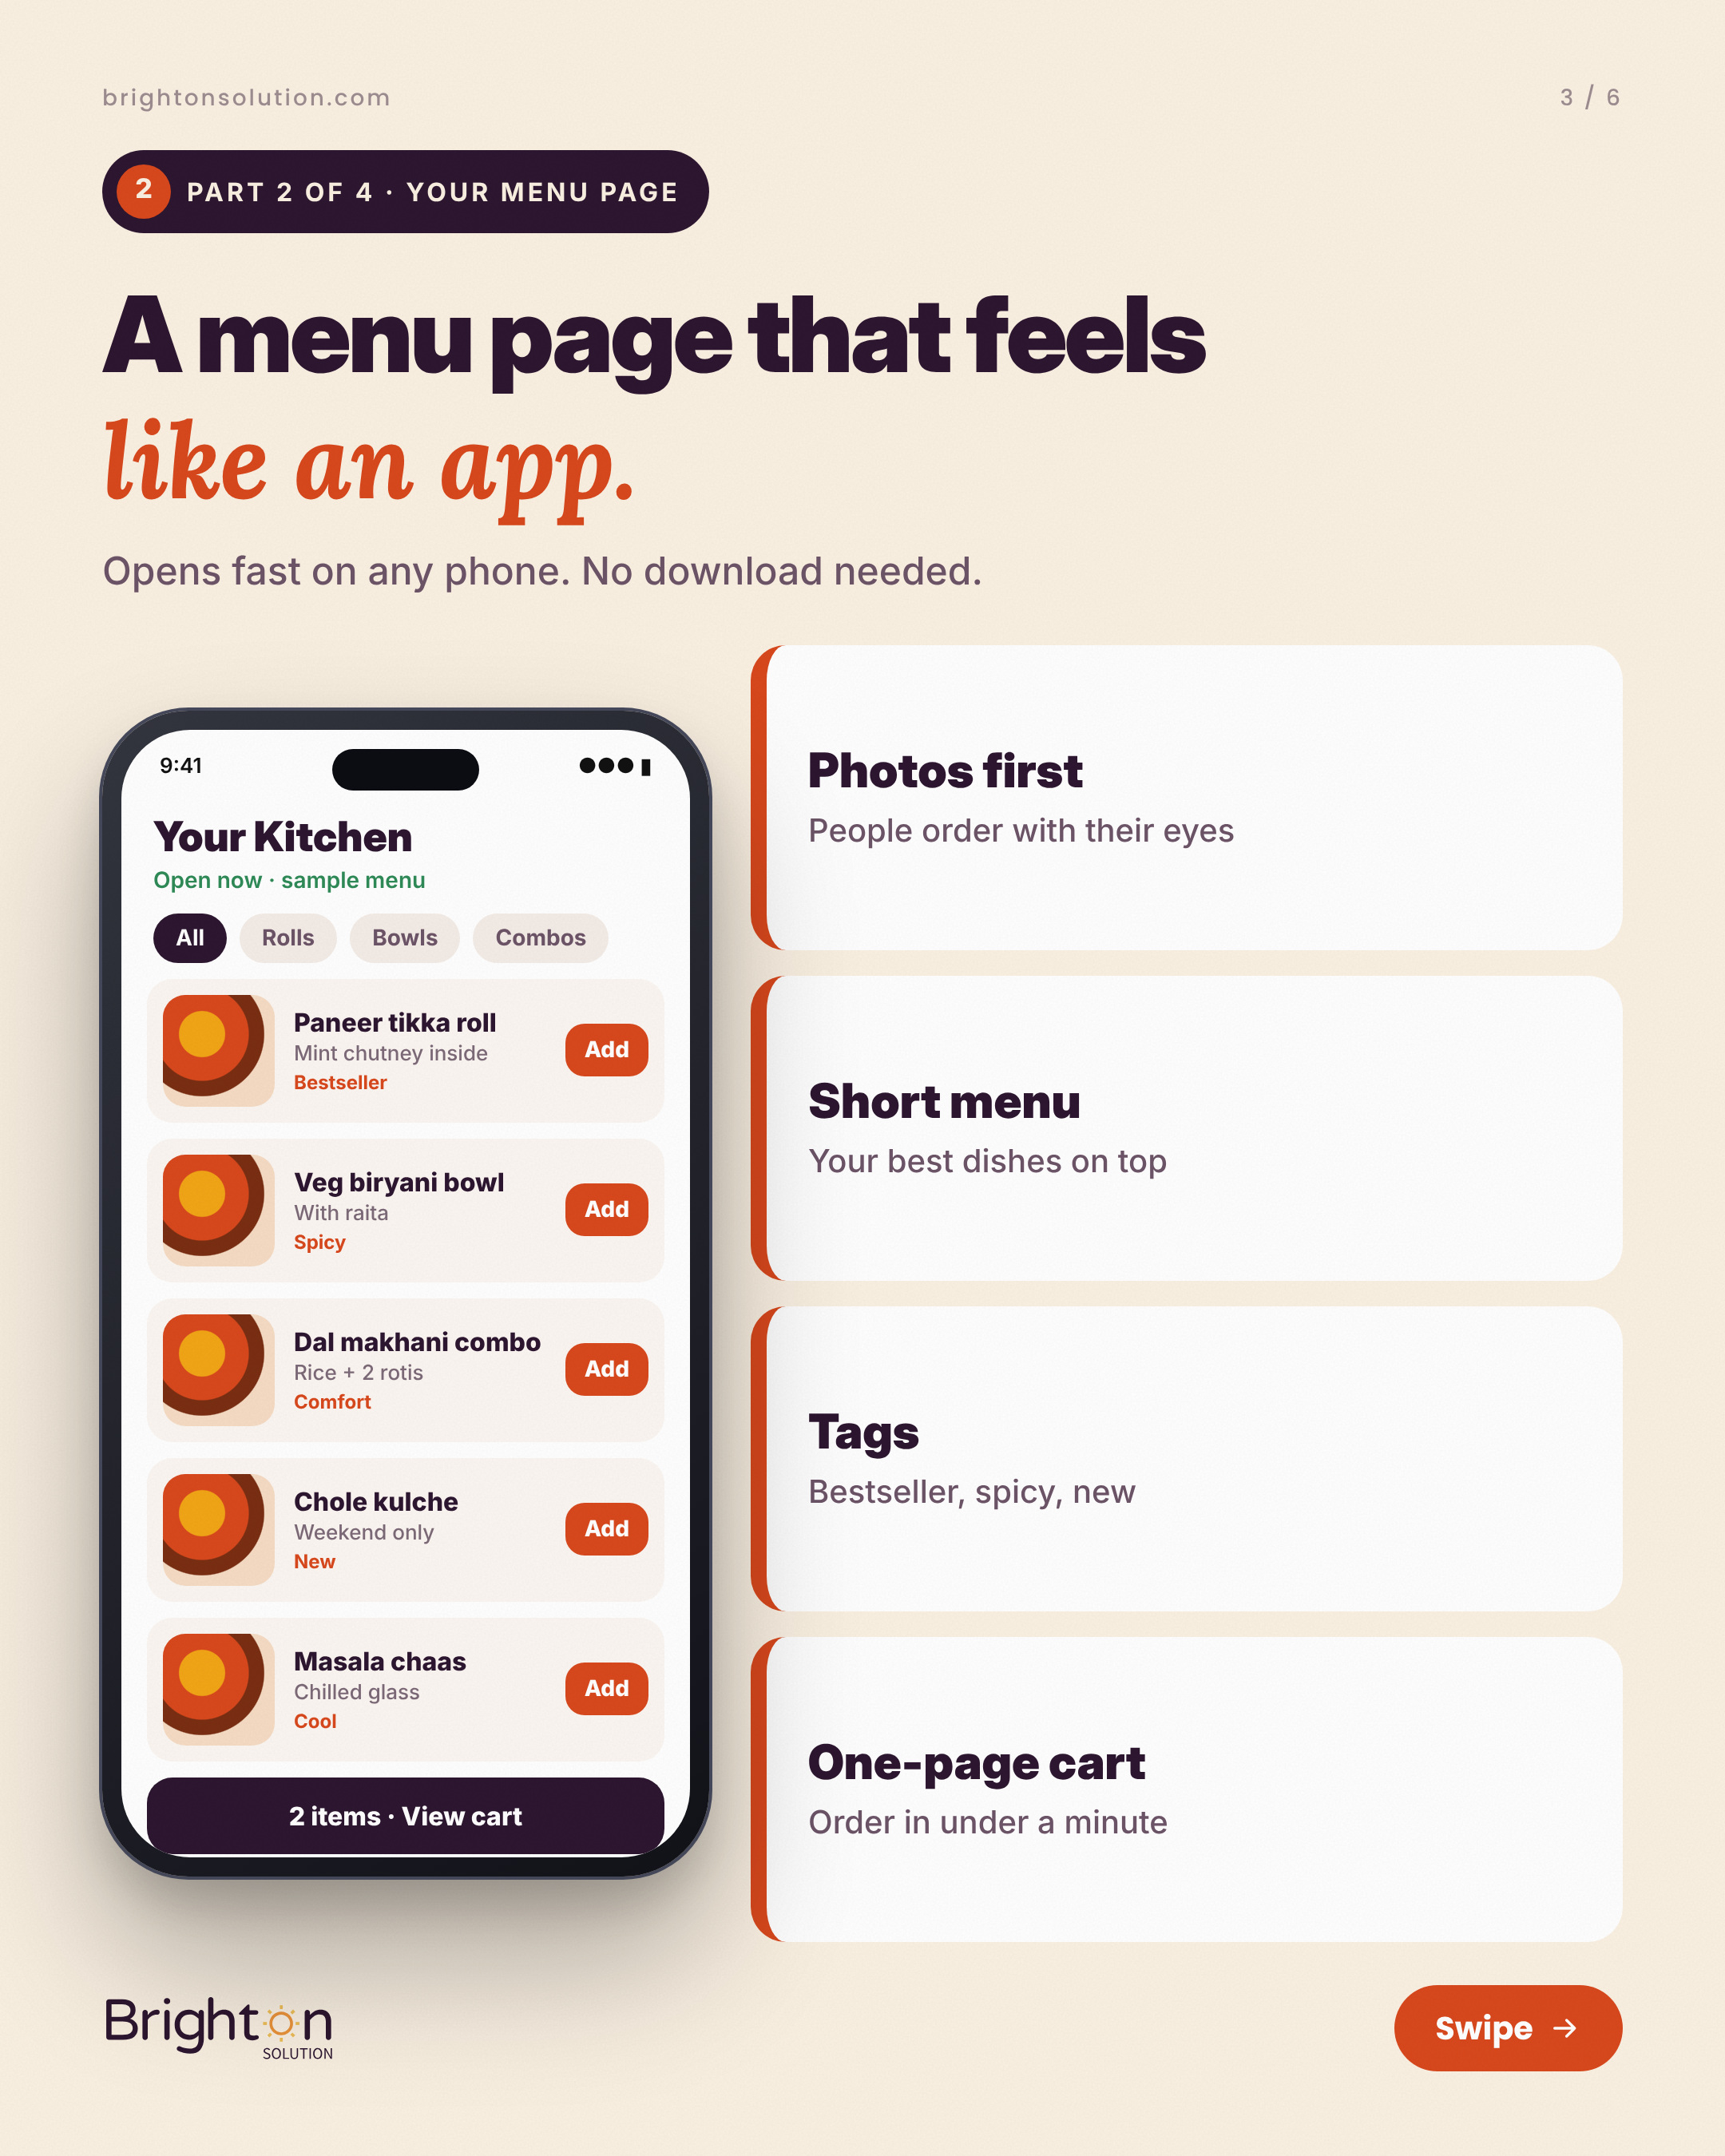 brightonsolution.com
3 / 6
2 PART 2 OF 4 · YOUR MENU PAGE
A menu page that feels
like an app.
Opens fast on any phone. No download needed.
9:41
Your Kitchen
Open now · sample menu
All Rolls Bowls Combos
Paneer tikka roll
Mint chutney inside
Bestseller
Add
Veg biryani bowl
With raita
Spicy
Add
Dal makhani combo
Rice + 2 rotis
Comfort
Add
Chole kulche
Weekend only
New
Add
Masala chaas
Chilled glass
Cool
Add
2 items · View cart
Photos first
People order with their eyes
Short menu
Your best dishes on top
Tags
Bestseller, spicy, new
One-page cart
Order in under a minute
Brighton
SOLUTION
Swipe →